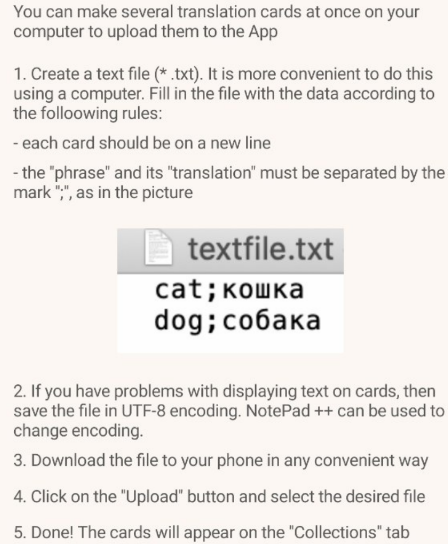 You can make several translation cards at once on your
computer to upload them to the App
1. Create a text file (* .txt). It is more convenient to do this
using a computer. Fill in the file with the data according to
the folloowing rules:
- each card should be on a new line
- the "phrase" and its "translation" must be separated by the
mark ";", as in the picture
textfile.txt
cat;кошка
dog;собака
2. If you have problems with displaying text on cards, then
save the file in UTF-8 encoding. NotePad ++ can be used to
change encoding.
3. Download the file to your phone in any convenient way
4. Click on the "Upload" button and select the desired file
5. Done! The cards will appear on the "Collections" tab